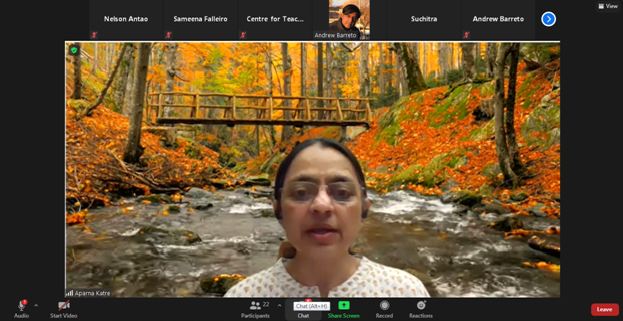 View
Nelson Antao
Sameena Falleiro
Centre for Teac...
Andrew Barreto
Suchitra
Andrew Barreto
Aparna Katre
Audio
Start Video
Participants
22
Chat (Alt+H)
Chat
Share Screen
Record
Reactions
Leave